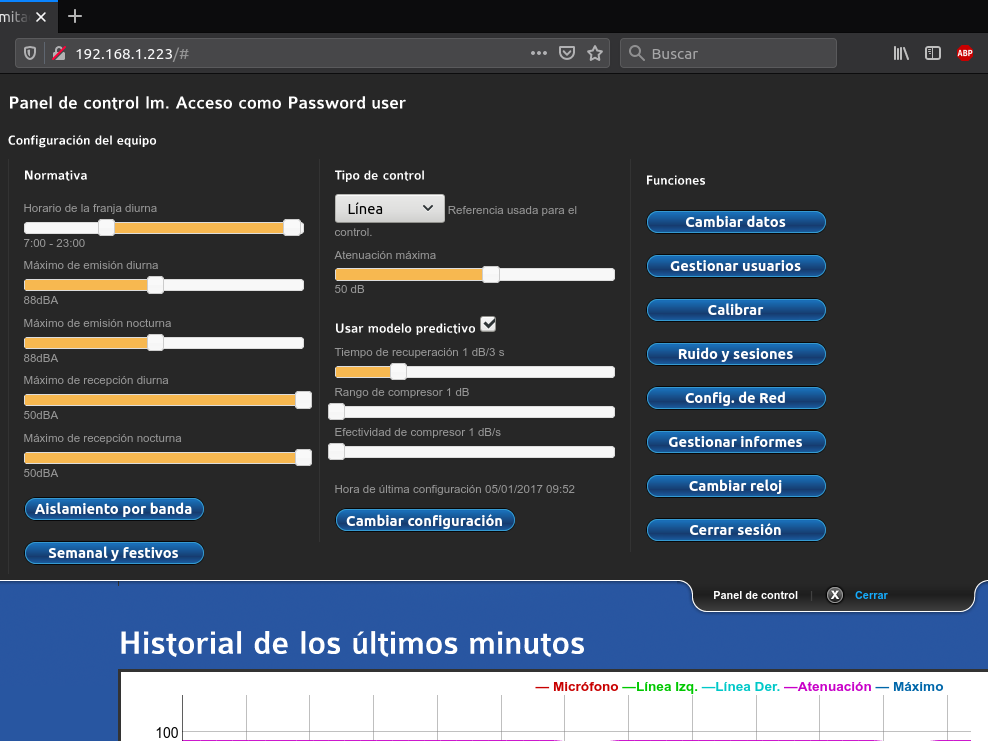 192.168.1.223/#
Buscar
ABP
Panel de control lm. Acceso como Password user
Configuración del equipo
Normativa
Horario de la franja diurna
7:00 - 23:00
Máximo de emisión diurna
88dBA
Máximo de emisión nocturna
88dBA
Máximo de recepción diurna
50dBA
Máximo de recepción nocturna
50dBA
Aislamiento por banda
Semanal y festivos
Tipo de control
Línea Referencia usada para el
control.
Atenuación máxima
50 dB
Usar modelo predictivo
Tiempo de recuperación 1 dB/3 s
Rango de compresor 1 dB
Efectividad de compresor 1 dB/s
Hora de última configuración 05/01/2017 09:52
Cambiar configuración
Funciones
Cambiar datos
Gestionar usuarios
Calibrar
Ruido y sesiones
Config. de Red
Gestionar informes
Cambiar reloj
Cerrar sesión
Panel de control | X Cerrar
Historial de los últimos minutos
— Micrófono —Línea Izq. —Línea Der. —Atenuación — Máximo
100